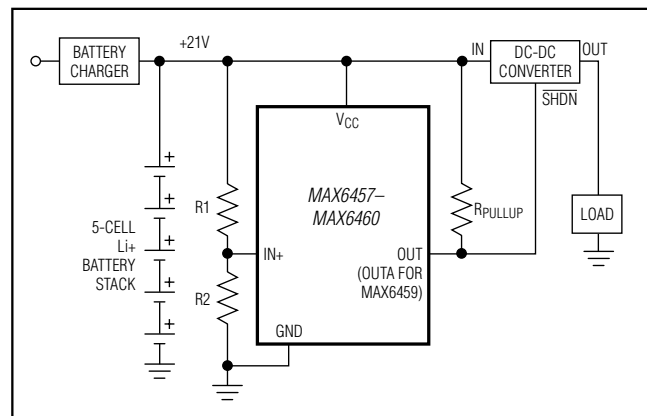 BATTERY
CHARGER
+21V
IN
DC-DC
CONVERTER
OUT
SHDN
VCC
R1
MAX6457–
MAX6460
RPULLUP
LOAD
5-CELL
Li+
BATTERY
STACK
IN+
OUT
(OUTA FOR
MAX6459)
R2
GND
+
+
+
+
+